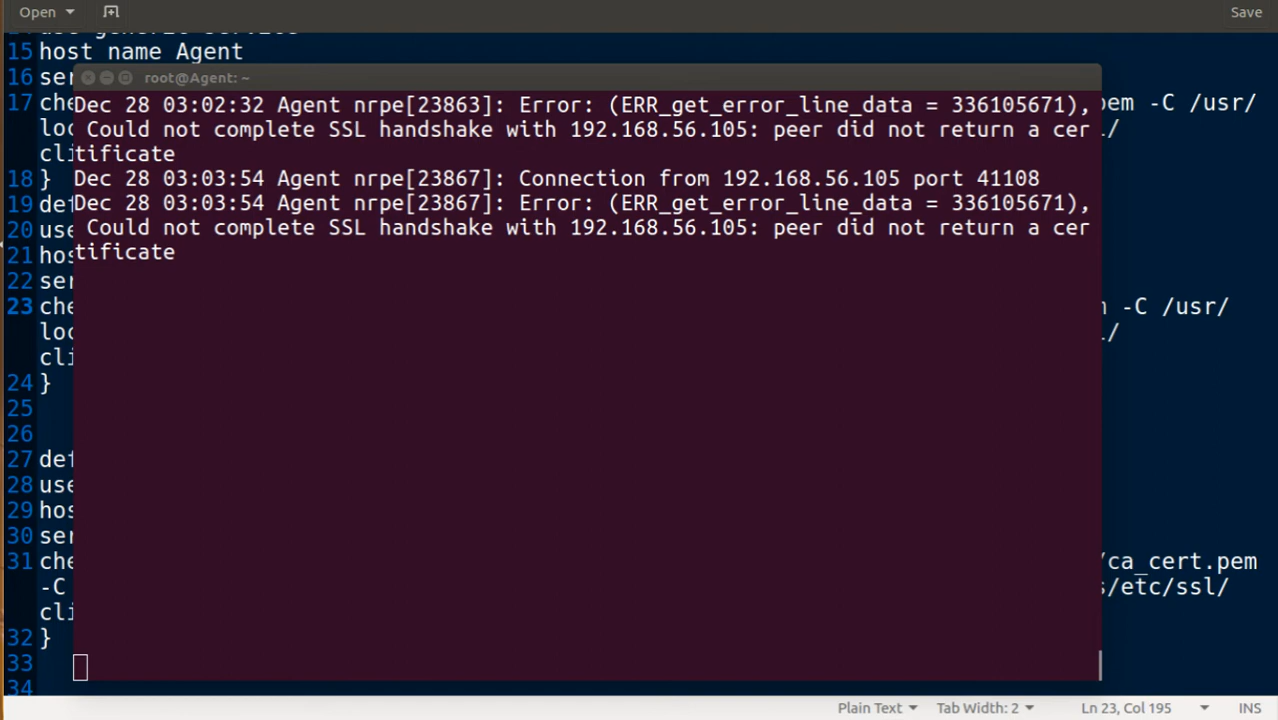 Open
Save
15 host name Agent
16 ser
root@Agent: ~
17 che
pem -C /usr/
loc
l/
cli
18 }
19 def
20 use
21 hos
22 ser
23 che
-C /usr/
loc
cli
24 }
25
26
27 def
28 use
29 hos
30 ser
31 che
/ca_cert.pem
-C
s/etc/ssl/
cli
32 }
33
34
Dec 28 03:02:32 Agent nrpe[23863]: Error: (ERR_get_error_line_data = 336105671),
Could not complete SSL handshake with 192.168.56.105: peer did not return a cer
tificate
Dec 28 03:03:54 Agent nrpe[23867]: Connection from 192.168.56.105 port 41108
Dec 28 03:03:54 Agent nrpe[23867]: Error: (ERR_get_error_line_data = 336105671),
Could not complete SSL handshake with 192.168.56.105: peer did not return a cer
tificate
Plain Text
Tab Width: 2
Ln 23, Col 195
INS